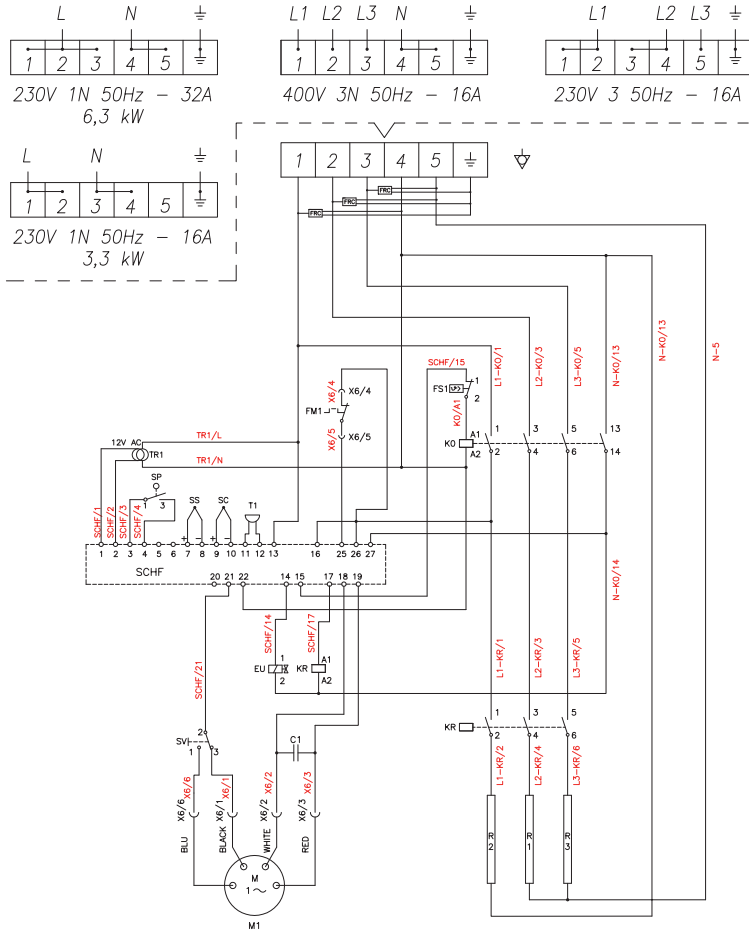 L N
1 2 3 4 5
230V 1N 50Hz - 32A
6,3 kW
L1 L2 L3 N
1 2 3 4 5
400V 3N 50Hz - 16A
L1 L2 L3
1 2 3 4 5
230V 3 50Hz - 16A
L N
1 2 3 4 5
230V 1N 50Hz - 16A
3,3 kW
1 2 3 4 5
FRC
FRC
FRC
SCHF/15
L1-K0/1
L2-K0/3
L3-K0/5
N-K0/13
N-K0/13
N-5
X6/4
X6/4
FM1
X6/5
X6/5
FS1
1
2
K0/A1
12V AC
TR1
TR1/L
TR1/N
K0
A1
A2
1 3 5 13
2 4 6 14
SP
1 3
SCHF/1
SCHF/2
SCHF/3
SCHF/4
SS
+ -
SC
+ -
T1
1 2 3 4 5 6 7 8 9 10 11 12 13 16 25 26 27
SCHF
20 21 22 14 15 17 18 19
N-K0/14
SCHF/14
SCHF/17
SCHF/21
EU
1
2
KR
A1
A2
L1-KR/1
L2-KR/3
L3-KR/5
KR
1 3 5
2 4 6
L1-KR/2
L2-KR/4
L3-KR/6
SV
2
1 3
C1
X6/6
X6/1
X6/2
X6/3
X6/6
X6/1
X6/2
X6/3
BLU
BLACK
WHITE
RED
R2
R1
R3
M
1
M1